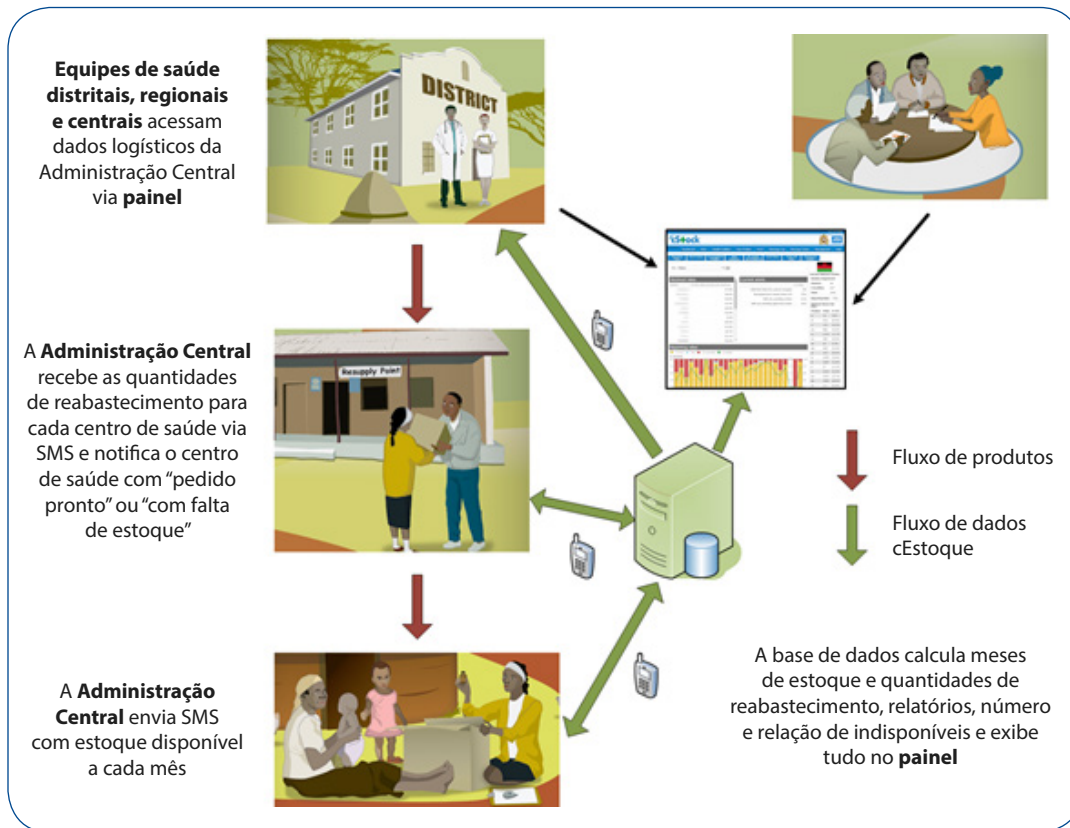 Equipes de saúde
distritais, regionais
e centrais acessam
dados logísticos da
Administração Central
via painel
DISTRICT
cStock
A Administração Central
recebe as quantidades
de reabastecimento para
cada centro de saúde via
SMS e notifica o centro
de saúde com “pedido
pronto” ou “com falta
de estoque”
Resupply Point
Fluxo de produtos
Fluxo de dados
cEstoque
A Administração
Central envia SMS
com estoque disponível
a cada mês
A base de dados calcula meses
de estoque e quantidades de
reabastecimento, relatórios, número
e relação de indisponíveis e exibe
tudo no painel